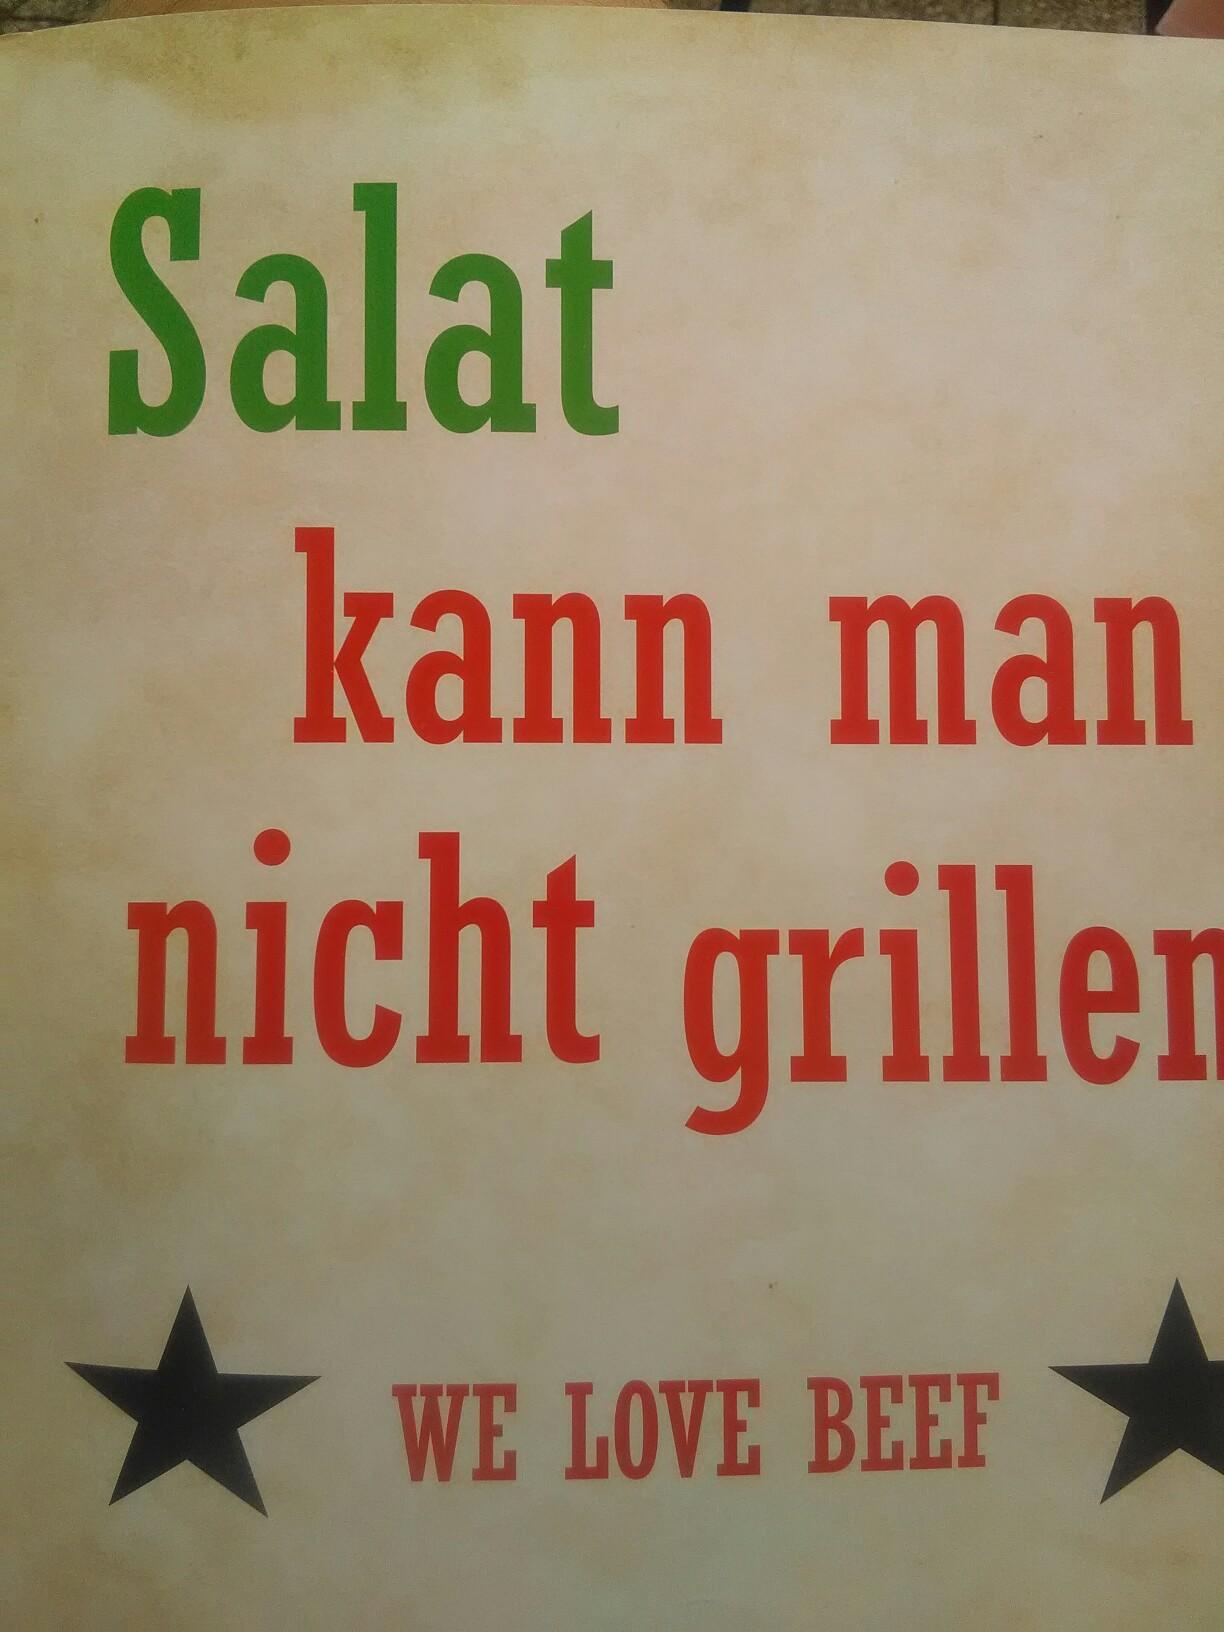 Salat
kann man
nicht grillen
WE LOVE BEEF